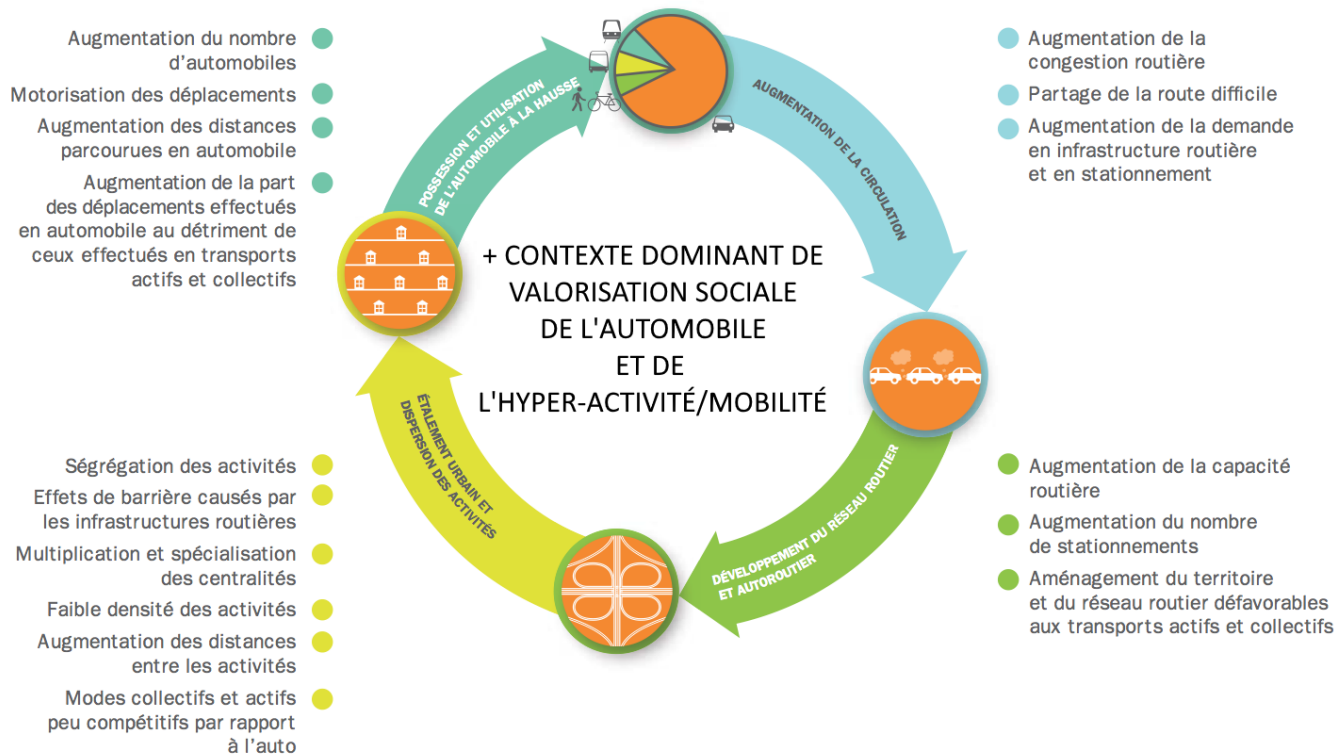 Augmentation du nombre
d'automobiles
Motorisation des déplacements
Augmentation des distances
parcourues en automobile
Augmentation de la part
des déplacements effectués
en automobile au détriment de
ceux effectués en transports
actifs et collectifs
POSSESSION ET UTILISATION
DE L'AUTOMOBILE À LA HAUSSE
AUGMENTATION DE LA CIRCULATION
Augmentation de la
congestion routière
Partage de la route difficile
Augmentation de la demande
en infrastructure routière
et en stationnement
+ CONTEXTE DOMINANT DE
VALORISATION SOCIALE
DE L'AUTOMOBILE
ET DE
L'HYPER-ACTIVITÉ/MOBILITÉ
Ségrégation des activités
Effets de barrière causés par
les infrastructures routières
Multiplication et spécialisation
des centralités
Faible densité des activités
Augmentation des distances
entre les activités
Modes collectifs et actifs
peu compétitifs par rapport
à l'auto
ÉTALEMENT URBAIN ET
DISPERSION DES ACTIVITÉS
DÉVELOPPEMENT DU RÉSEAU ROUTIER
ET AUTOROUTIER
Augmentation de la capacité
routière
Augmentation du nombre
de stationnements
Aménagement du territoire
et du réseau routier défavorables
aux transports actifs et collectifs